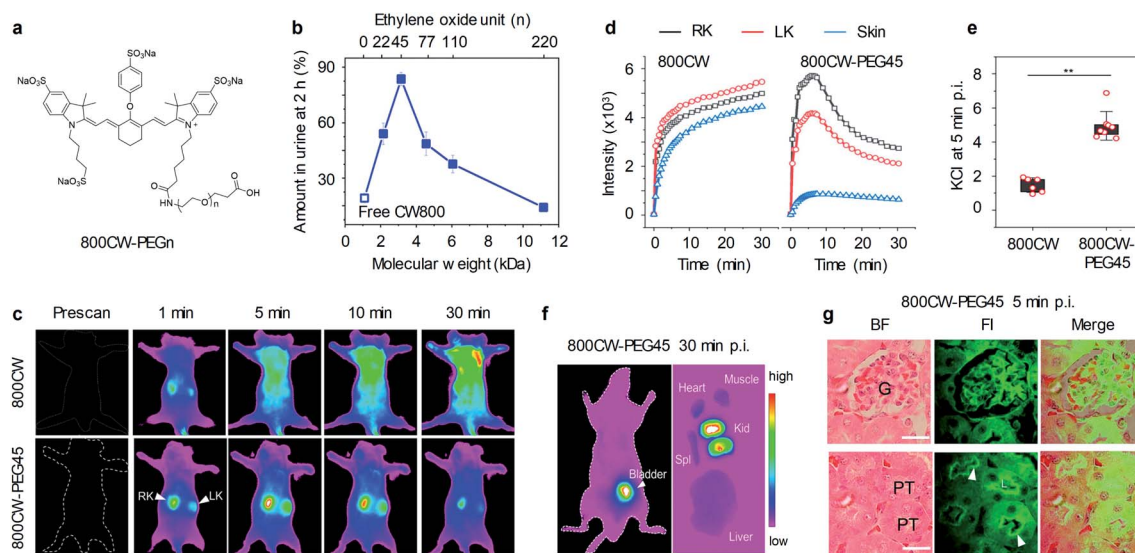 a
SO₃Na
NaO₃S
SO₃Na
O
N
N⁺
NaO₃S
O
HN
O
n
O
OH
800CW-PEGn
b
Ethylene oxide unit (n)
0 22 45 77 110 220
Amount in urine at 2 h (%)
90
70
50
30
10
Free CW800
0 2 4 6 8 10 12
Molecular weight (kDa)
d
RK LK Skin
800CW 800CW-PEG45
Intensity (x10³)
6
4
2
0
0 10 20 30 0 10 20 30
Time (min) Time (min)
e
**
KCI at 5 min p.i.
8
6
4
2
0
800CW 800CW-
PEG45
c
Prescan 1 min 5 min 10 min 30 min
800CW
800CW-PEG45
RK LK
f
800CW-PEG45 30 min p.i.
Heart Muscle
Kid
Spl
Bladder
Liver
high
low
800CW-PEG45 5 min p.i.
g
BF FI Merge
G
PT
PT
L